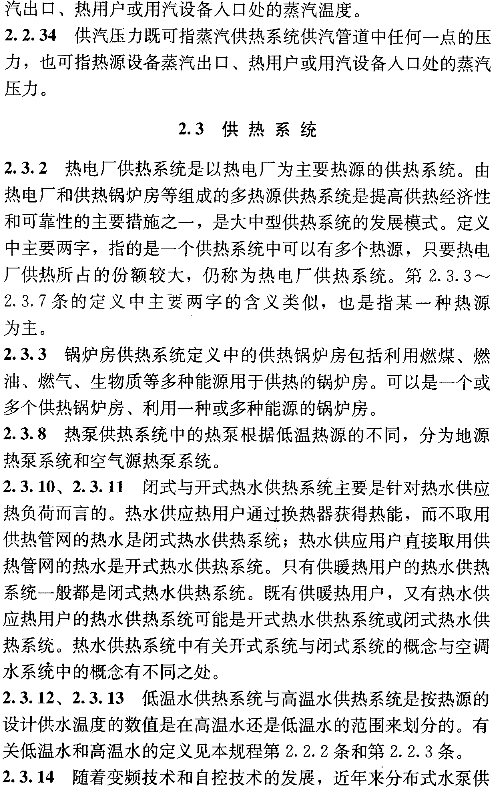 汽出口、热用户或用汽设备入口处的蒸汽温度。
2.2.34 供汽压力既可指蒸汽供热系统供汽管道中任何一点的压
力，也可指热源设备蒸汽出口、热用户或用汽设备入口处的蒸汽
压力。
2.3 供热系统
2.3.2 热电厂供热系统是以热电厂为主要热源的供热系统。由
热电厂和供热锅炉房等组成的多热源供热系统是提高供热经济性
和可靠性的主要措施之一，是大中型供热系统的发展模式。定义
中主要两字，指的是一个供热系统中可以有多个热源，只要热电
厂供热所占的份额较大，仍称为热电厂供热系统。第 2.3.3～
2.3.7 条的定义中主要两字的含义类似，也是指某一种热源
为主。
2.3.3 锅炉房供热系统定义中的供热锅炉房包括利用燃煤、燃
油、燃气、生物质等多种能源用于供热的锅炉房。可以是一个或
多个供热锅炉房、利用一种或多种能源的锅炉房。
2.3.8 热泵供热系统中的热泵根据低温热源的不同，分为地源
热泵系统和空气源热泵系统。
2.3.10、2.3.11 闭式与开式热水供热系统主要是针对热水供应
热负荷而言的。热水供应热用户通过换热器获得热能，而不取用
供热管网的热水是闭式热水供热系统；热水供应用户直接取用供
热管网的热水是开式热水供热系统。只有供暖热用户的热水供热
系统一般都是闭式热水供热系统。既有供暖热用户，又有热水供
应热用户的热水供热系统可能是开式热水供热系统或闭式热水供
热系统。热水供热系统中有关开式系统与闭式系统的概念与空调
水系统中的概念有不同之处。
2.3.12、2.3.13 低温水供热系统与高温水供热系统是按热源的
设计供水温度的数值是在高温水还是低温水的范围来划分的。有
关低温水和高温水的定义见本规程第 2.2.2 条和第 2.2.3 条。
2.3.14 随着变频技术和自控技术的发展，近年来分布式水泵供